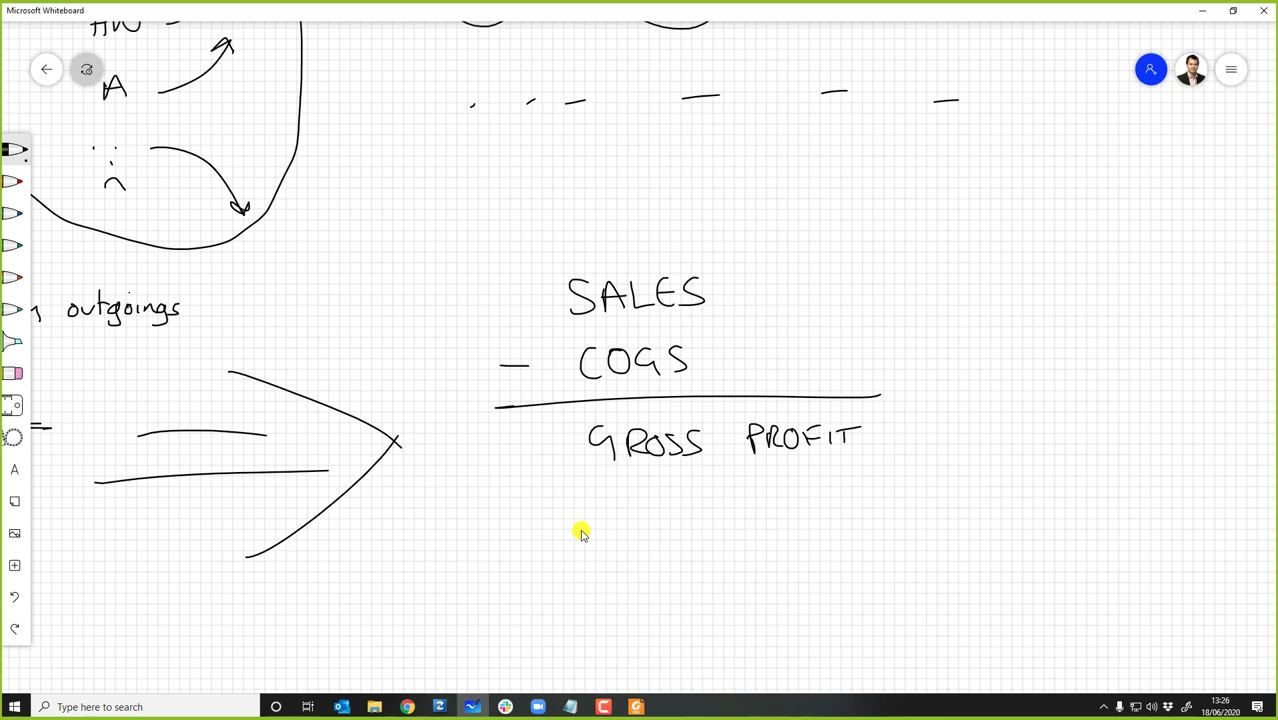 Microsoft Whiteboard
A
outgoings
=
SALES
- COGS
GROSS PROFIT
A
Type here to search
13:26
18/06/2020